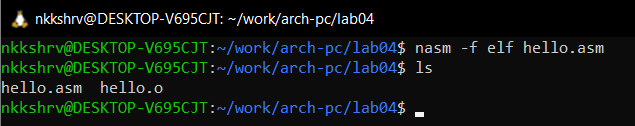 nkkshrv@DESKTOP-V695CJT: ~/work/arch-pc/lab04
nkkshrv@DESKTOP-V695CJT:~/work/arch-pc/lab04$ nasm -f elf hello.asm
nkkshrv@DESKTOP-V695CJT:~/work/arch-pc/lab04$ ls
hello.asm  hello.o
nkkshrv@DESKTOP-V695CJT:~/work/arch-pc/lab04$